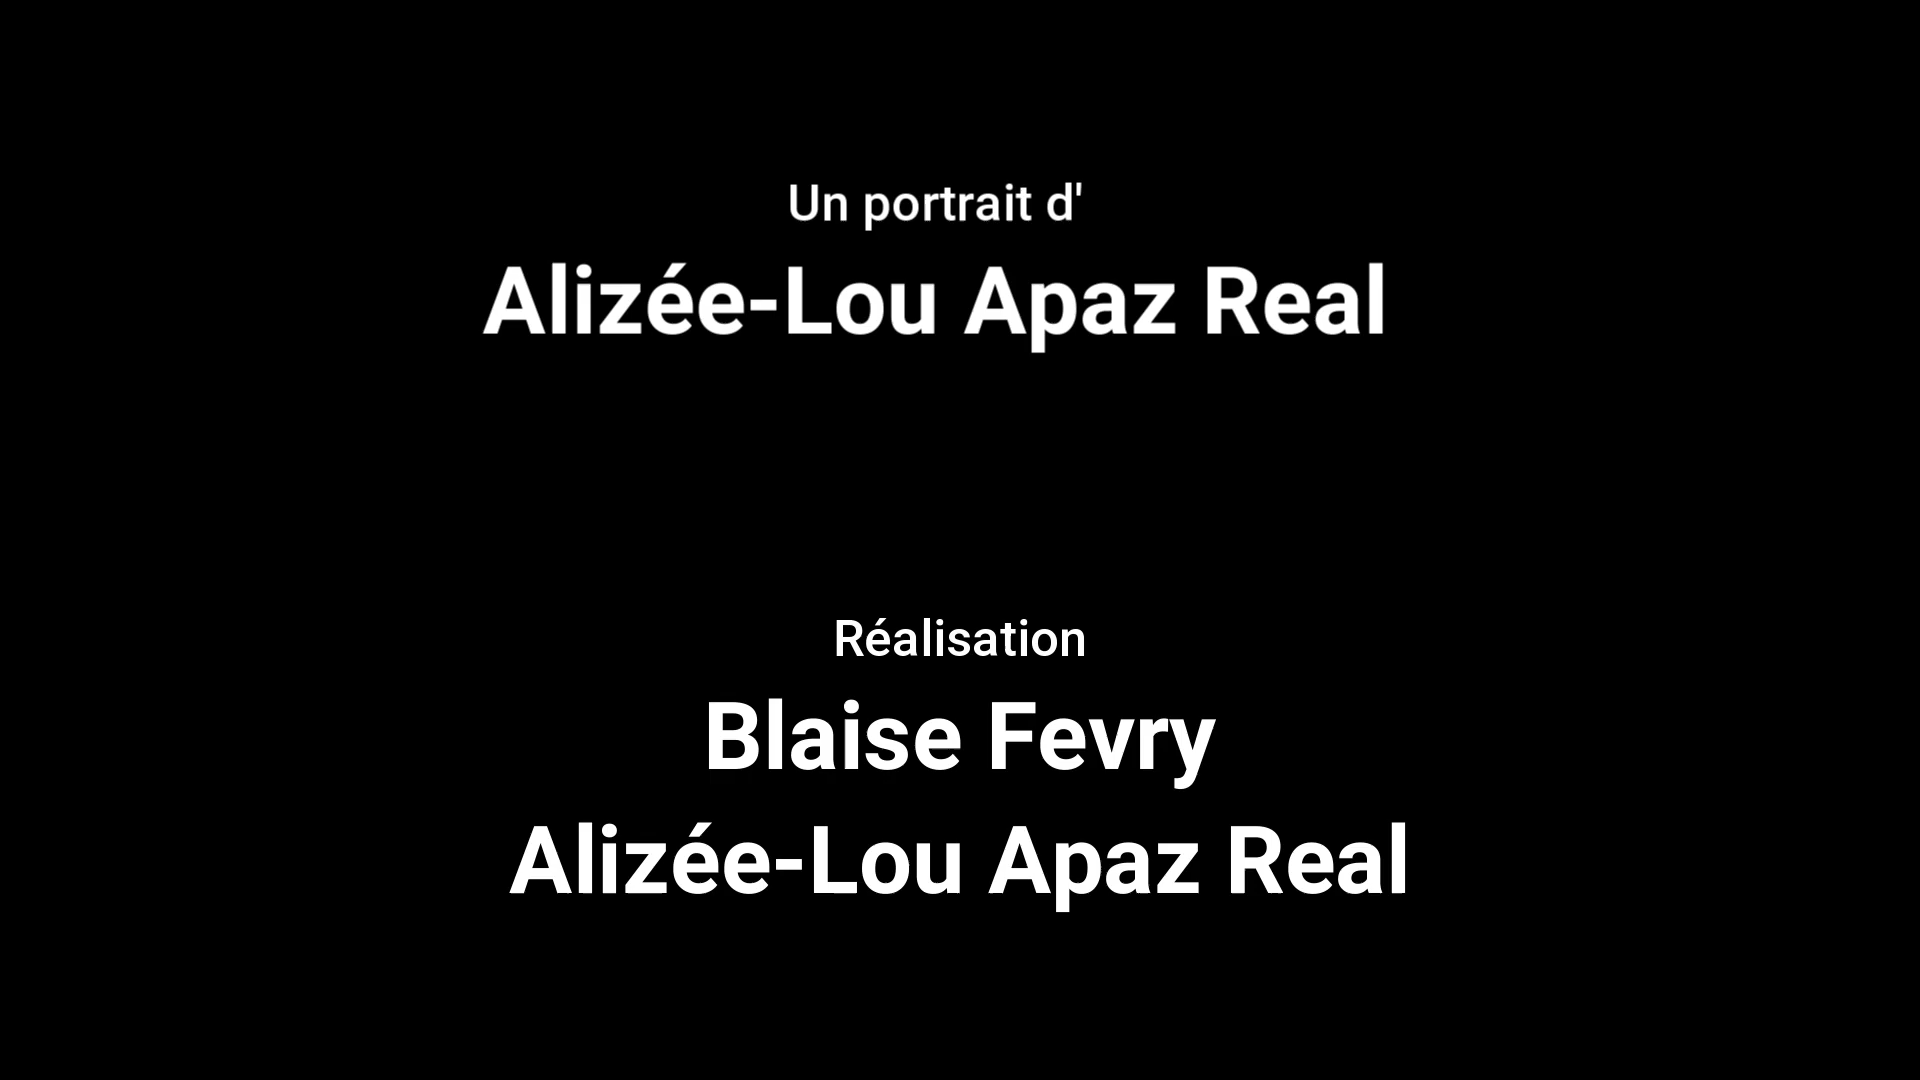 Un portrait d'
Alizée-Lou Apaz Real
Réalisation
Blaise Fevry
Alizée-Lou Apaz Real